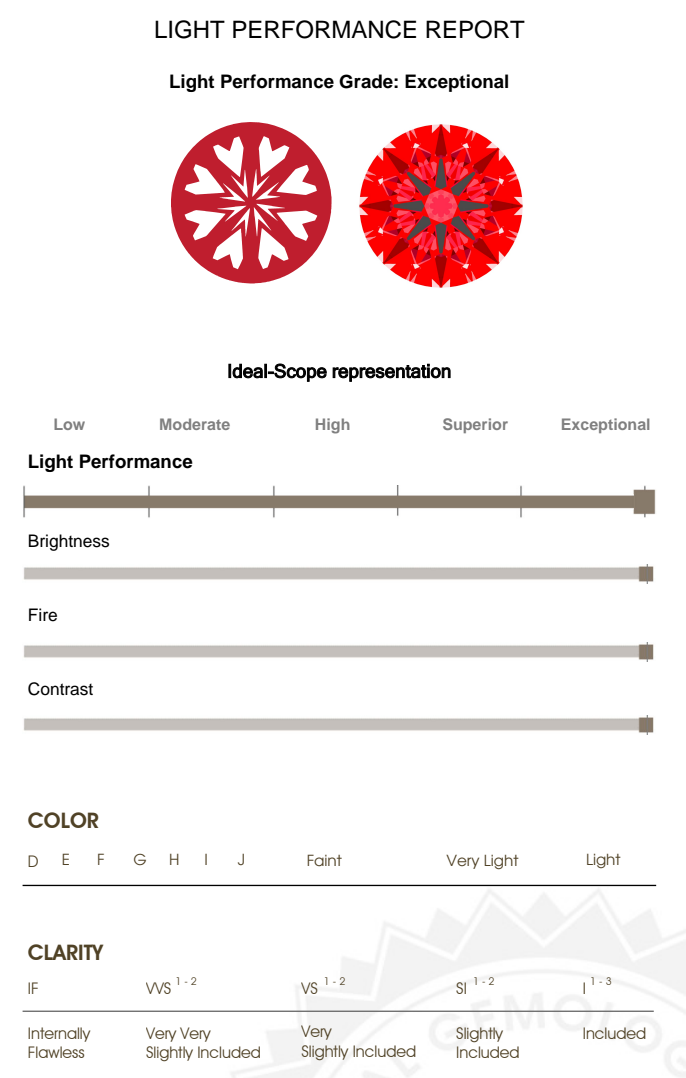 LIGHT PERFORMANCE REPORT
Light Performance Grade: Exceptional
Ideal-Scope representation
Low Moderate High Superior Exceptional
Light Performance
Brightness
Fire
Contrast
COLOR
D E F G H I J Faint Very Light Light
CLARITY
IF VVS 1 - 2 VS 1 - 2 SI 1 - 2 I 1 - 3
Internally Very Very Very Slightly Included
Flawless Slightly Included Slightly Included Included